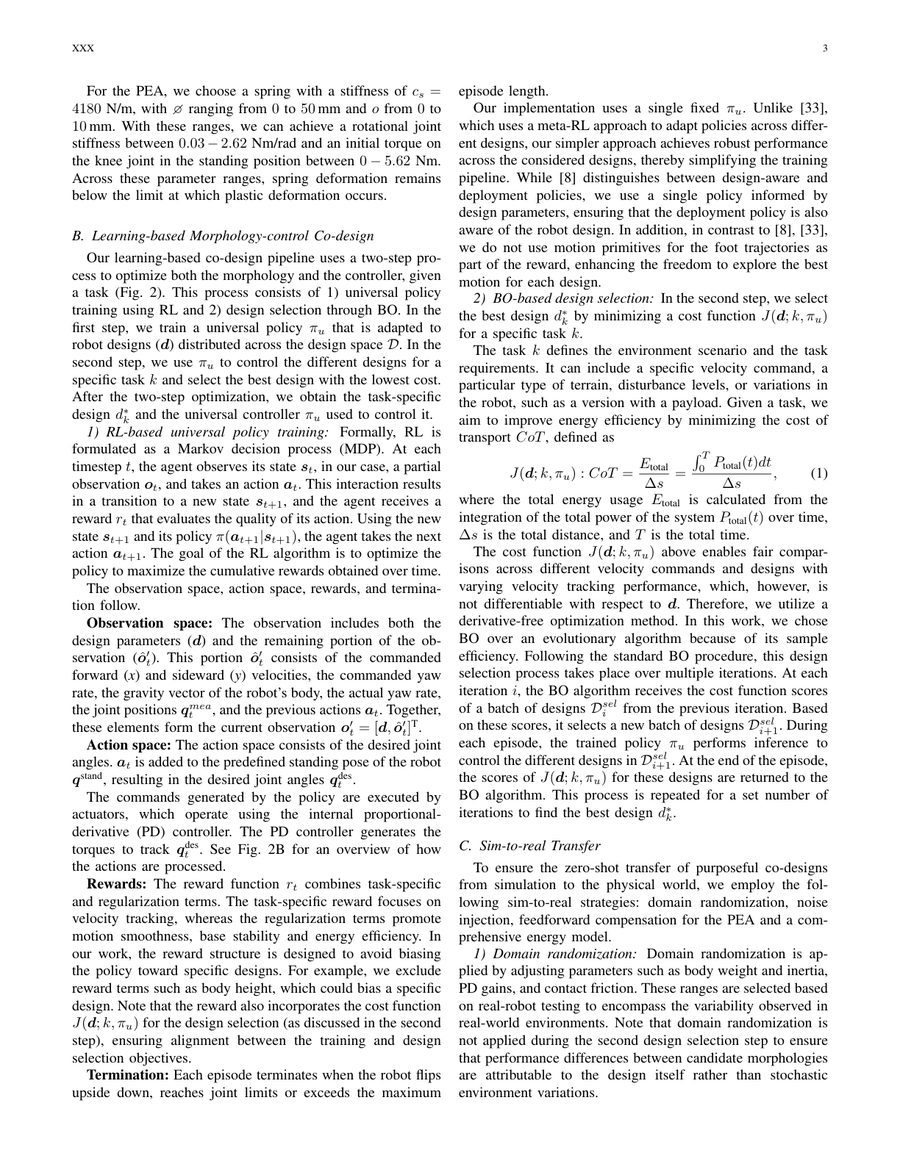 XXX
3
For the PEA, we choose a spring with a stiffness of c_s =
4180 N/m, with ∅ ranging from 0 to 50 mm and o from 0 to
10 mm. With these ranges, we can achieve a rotational joint
stiffness between 0.03 − 2.62 Nm/rad and an initial torque on
the knee joint in the standing position between 0 − 5.62 Nm.
Across these parameter ranges, spring deformation remains
below the limit at which plastic deformation occurs.
B. Learning-based Morphology-control Co-design
Our learning-based co-design pipeline uses a two-step pro-
cess to optimize both the morphology and the controller, given
a task (Fig. 2). This process consists of 1) universal policy
training using RL and 2) design selection through BO. In the
first step, we train a universal policy π_u that is adapted to
robot designs (d) distributed across the design space D. In the
second step, we use π_u to control the different designs for a
specific task k and select the best design with the lowest cost.
After the two-step optimization, we obtain the task-specific
design d*_k and the universal controller π_u used to control it.
1) RL-based universal policy training: Formally, RL is
formulated as a Markov decision process (MDP). At each
timestep t, the agent observes its state s_t, in our case, a partial
observation o_t, and takes an action a_t. This interaction results
in a transition to a new state s_{t+1}, and the agent receives a
reward r_t that evaluates the quality of its action. Using the new
state s_{t+1} and its policy π(a_{t+1}|s_{t+1}), the agent takes the next
action a_{t+1}. The goal of the RL algorithm is to optimize the
policy to maximize the cumulative rewards obtained over time.
The observation space, action space, rewards, and termina-
tion follow.
Observation space: The observation includes both the
design parameters (d) and the remaining portion of the ob-
servation (ô′_t). This portion ô′_t consists of the commanded
forward (x) and sideward (y) velocities, the commanded yaw
rate, the gravity vector of the robot's body, the actual yaw rate,
the joint positions q_t^{mea}, and the previous actions a_t. Together,
these elements form the current observation o′_t = [d, ô′_t]^T.
Action space: The action space consists of the desired joint
angles. a_t is added to the predefined standing pose of the robot
q^{stand}, resulting in the desired joint angles q_t^{des}.
The commands generated by the policy are executed by
actuators, which operate using the internal proportional-
derivative (PD) controller. The PD controller generates the
torques to track q_t^{des}. See Fig. 2B for an overview of how
the actions are processed.
Rewards: The reward function r_t combines task-specific
and regularization terms. The task-specific reward focuses on
velocity tracking, whereas the regularization terms promote
motion smoothness, base stability and energy efficiency. In
our work, the reward structure is designed to avoid biasing
the policy toward specific designs. For example, we exclude
reward terms such as body height, which could bias a specific
design. Note that the reward also incorporates the cost function
J(d; k, π_u) for the design selection (as discussed in the second
step), ensuring alignment between the training and design
selection objectives.
Termination: Each episode terminates when the robot flips
upside down, reaches joint limits or exceeds the maximum
episode length.
Our implementation uses a single fixed π_u. Unlike [33],
which uses a meta-RL approach to adapt policies across differ-
ent designs, our simpler approach achieves robust performance
across the considered designs, thereby simplifying the training
pipeline. While [8] distinguishes between design-aware and
deployment policies, we use a single policy informed by
design parameters, ensuring that the deployment policy is also
aware of the robot design. In addition, in contrast to [8], [33],
we do not use motion primitives for the foot trajectories as
part of the reward, enhancing the freedom to explore the best
motion for each design.
2) BO-based design selection: In the second step, we select
the best design d*_k by minimizing a cost function J(d; k, π_u)
for a specific task k.
The task k defines the environment scenario and the task
requirements. It can include a specific velocity command, a
particular type of terrain, disturbance levels, or variations in
the robot, such as a version with a payload. Given a task, we
aim to improve energy efficiency by minimizing the cost of
transport CoT, defined as
J(d; k, π_u) : CoT = E_total / Δs = ∫_0^T P_total(t)dt / Δs, (1)
where the total energy usage E_total is calculated from the
integration of the total power of the system P_total(t) over time,
Δs is the total distance, and T is the total time.
The cost function J(d; k, π_u) above enables fair compar-
isons across different velocity commands and designs with
varying velocity tracking performance, which, however, is
not differentiable with respect to d. Therefore, we utilize a
derivative-free optimization method. In this work, we chose
BO over an evolutionary algorithm because of its sample
efficiency. Following the standard BO procedure, this design
selection process takes place over multiple iterations. At each
iteration i, the BO algorithm receives the cost function scores
of a batch of designs D_i^{sel} from the previous iteration. Based
on these scores, it selects a new batch of designs D_{i+1}^{sel}. During
each episode, the trained policy π_u performs inference to
control the different designs in D_{i+1}^{sel}. At the end of the episode,
the scores of J(d; k, π_u) for these designs are returned to the
BO algorithm. This process is repeated for a set number of
iterations to find the best design d*_k.
C. Sim-to-real Transfer
To ensure the zero-shot transfer of purposeful co-designs
from simulation to the physical world, we employ the fol-
lowing sim-to-real strategies: domain randomization, noise
injection, feedforward compensation for the PEA and a com-
prehensive energy model.
1) Domain randomization: Domain randomization is ap-
plied by adjusting parameters such as body weight and inertia,
PD gains, and contact friction. These ranges are selected based
on real-robot testing to encompass the variability observed in
real-world environments. Note that domain randomization is
not applied during the second design selection step to ensure
that performance differences between candidate morphologies
are attributable to the design itself rather than stochastic
environment variations.